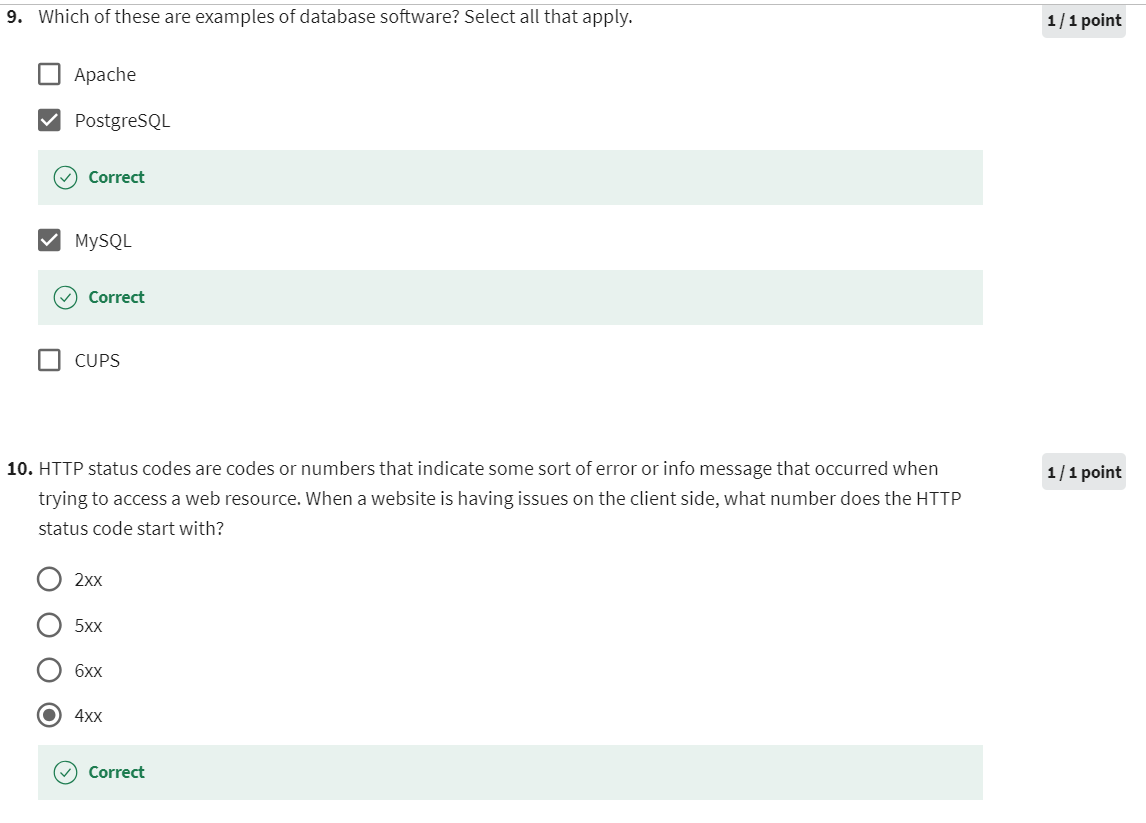 9. Which of these are examples of database software? Select all that apply.
1 / 1 point
Apache
PostgreSQL
Correct
MySQL
Correct
CUPS
10. HTTP status codes are codes or numbers that indicate some sort of error or info message that occurred when
1 / 1 point
trying to access a web resource. When a website is having issues on the client side, what number does the HTTP
status code start with?
2xx
5xx
6xx
4xx
Correct